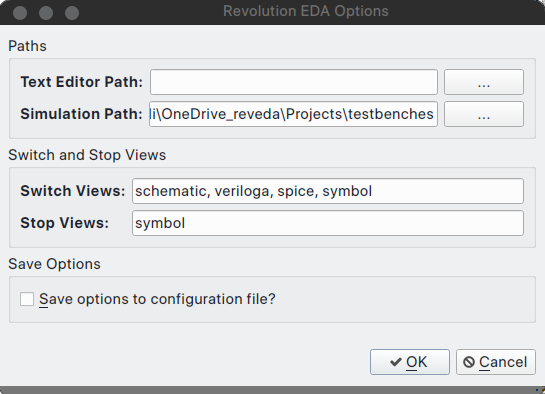 Revolution EDA Options
Paths
Text Editor Path: ...
Simulation Path: li\OneDrive_reveda\Projects\testbenches ...
Switch and Stop Views
Switch Views: schematic, veriloga, spice, symbol
Stop Views: symbol
Save Options
Save options to configuration file?
OK Cancel